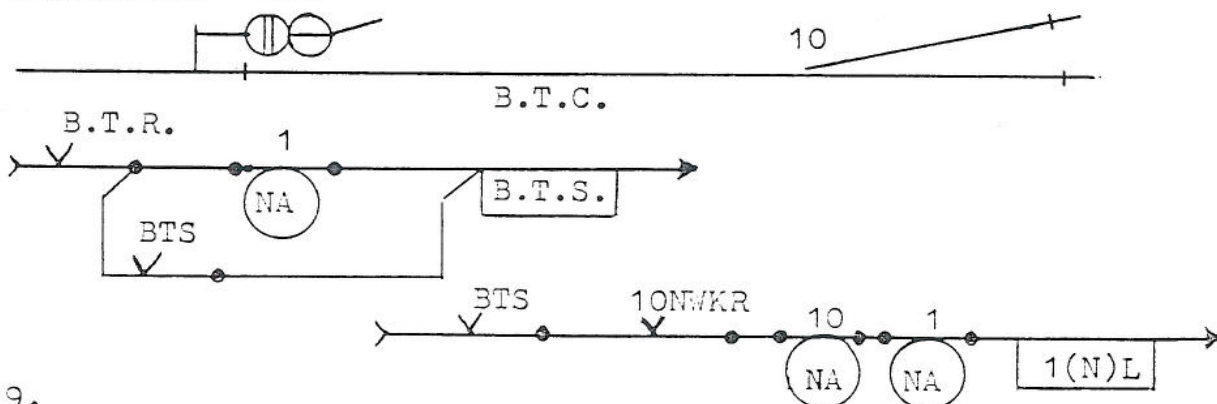 10
B.T.C.
B.T.R. 1
NA B.T.S.
BTS
BTS 10NWKR 10 1
NA NA 1(N)L
9.